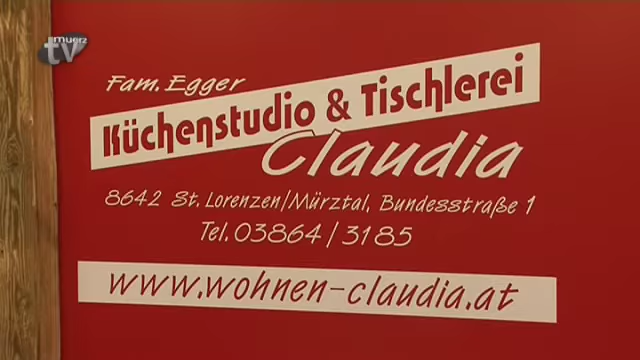 muerz
tv
Fam. Egger
Küchenstudio & Tischlerei
Claudia
8642 St. Lorenzen/Mürztal, Bundesstraße 1
Tel. 03864/3185
www.wohnen-claudia.at